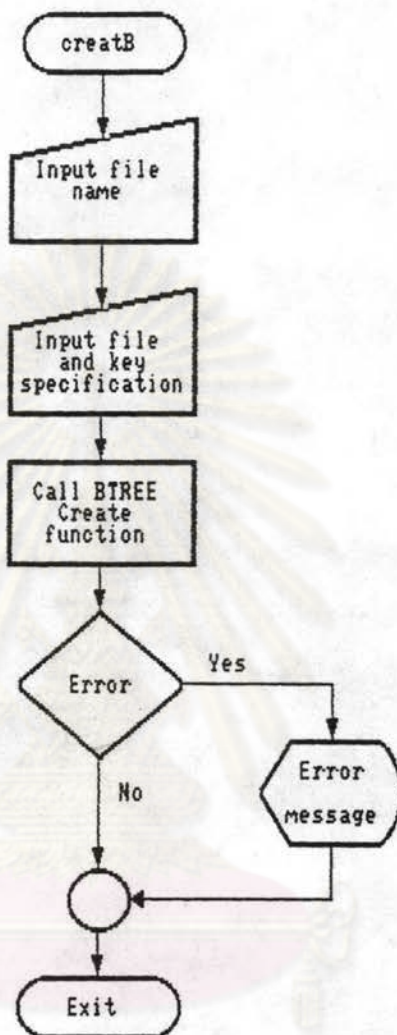 creatB
Input file
name
Input file
and key
specification
Call BTREE
Create
function
Error
Yes
No
Error
message
Exit